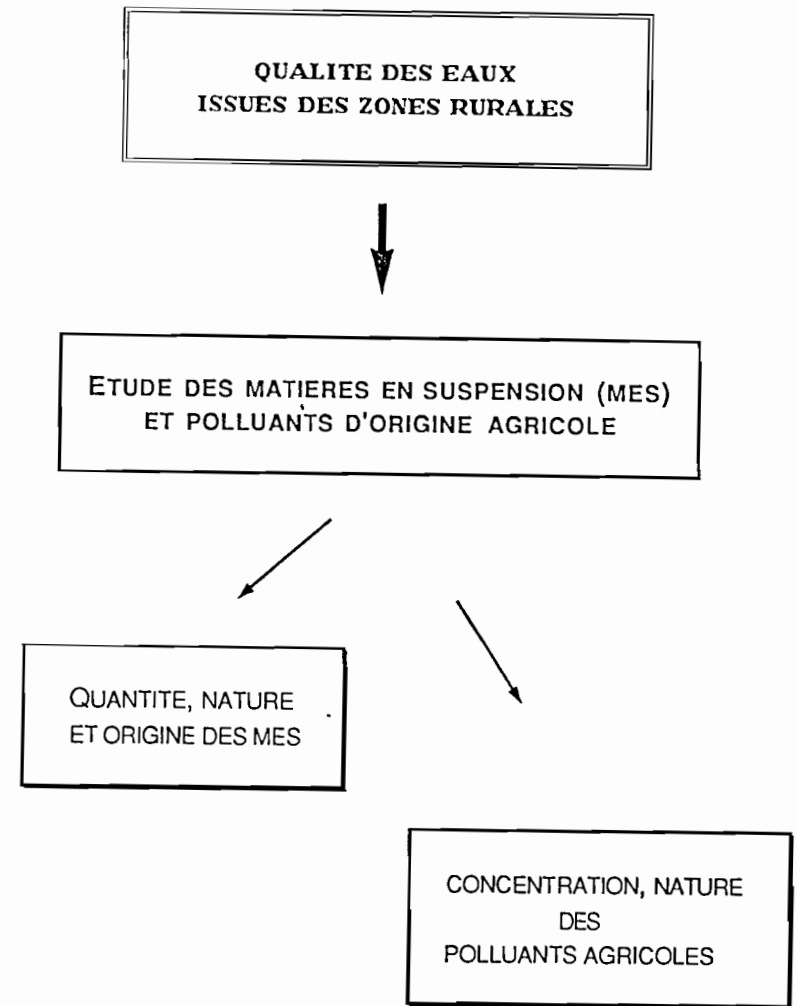 QUALITE DES EAUX
ISSUES DES ZONES RURALES
ETUDE DES MATIERES EN SUSPENSION (MES)
ET POLLUANTS D'ORIGINE AGRICOLE
QUANTITE, NATURE
ET ORIGINE DES MES
CONCENTRATION, NATURE
DES
POLLUANTS AGRICOLES